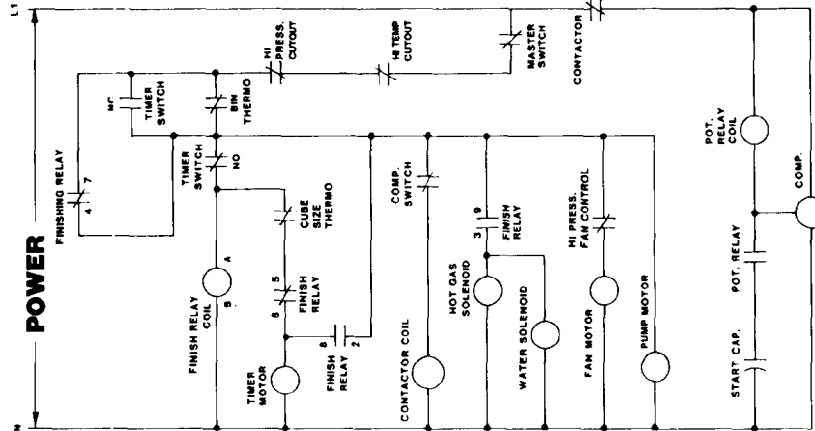 L1
N
POWER
FINISHING RELAY
4 7
NC
TIMER
SWITCH
BIN
THERMO
HI
PRESS.
CUTOUT
HI TEMP
CUTOUT
MASTER
SWITCH
CONTACTOR
TIMER
SWITCH
NO
FINISH RELAY
COIL
B A
CUBE
SIZE
THERMO
6 5
FINISH
RELAY
TIMER
MOTOR
8
2
FINISH
RELAY
COMP.
SWITCH
CONTACTOR COIL
3 9
FINISH
RELAY
HOT GAS
SOLENOID
WATER SOLENOID
HI PRESS.
FAN CONTROL
FAN MOTOR
PUMP MOTOR
POT.
RELAY
COIL
POT. RELAY
START CAP.
COMP.